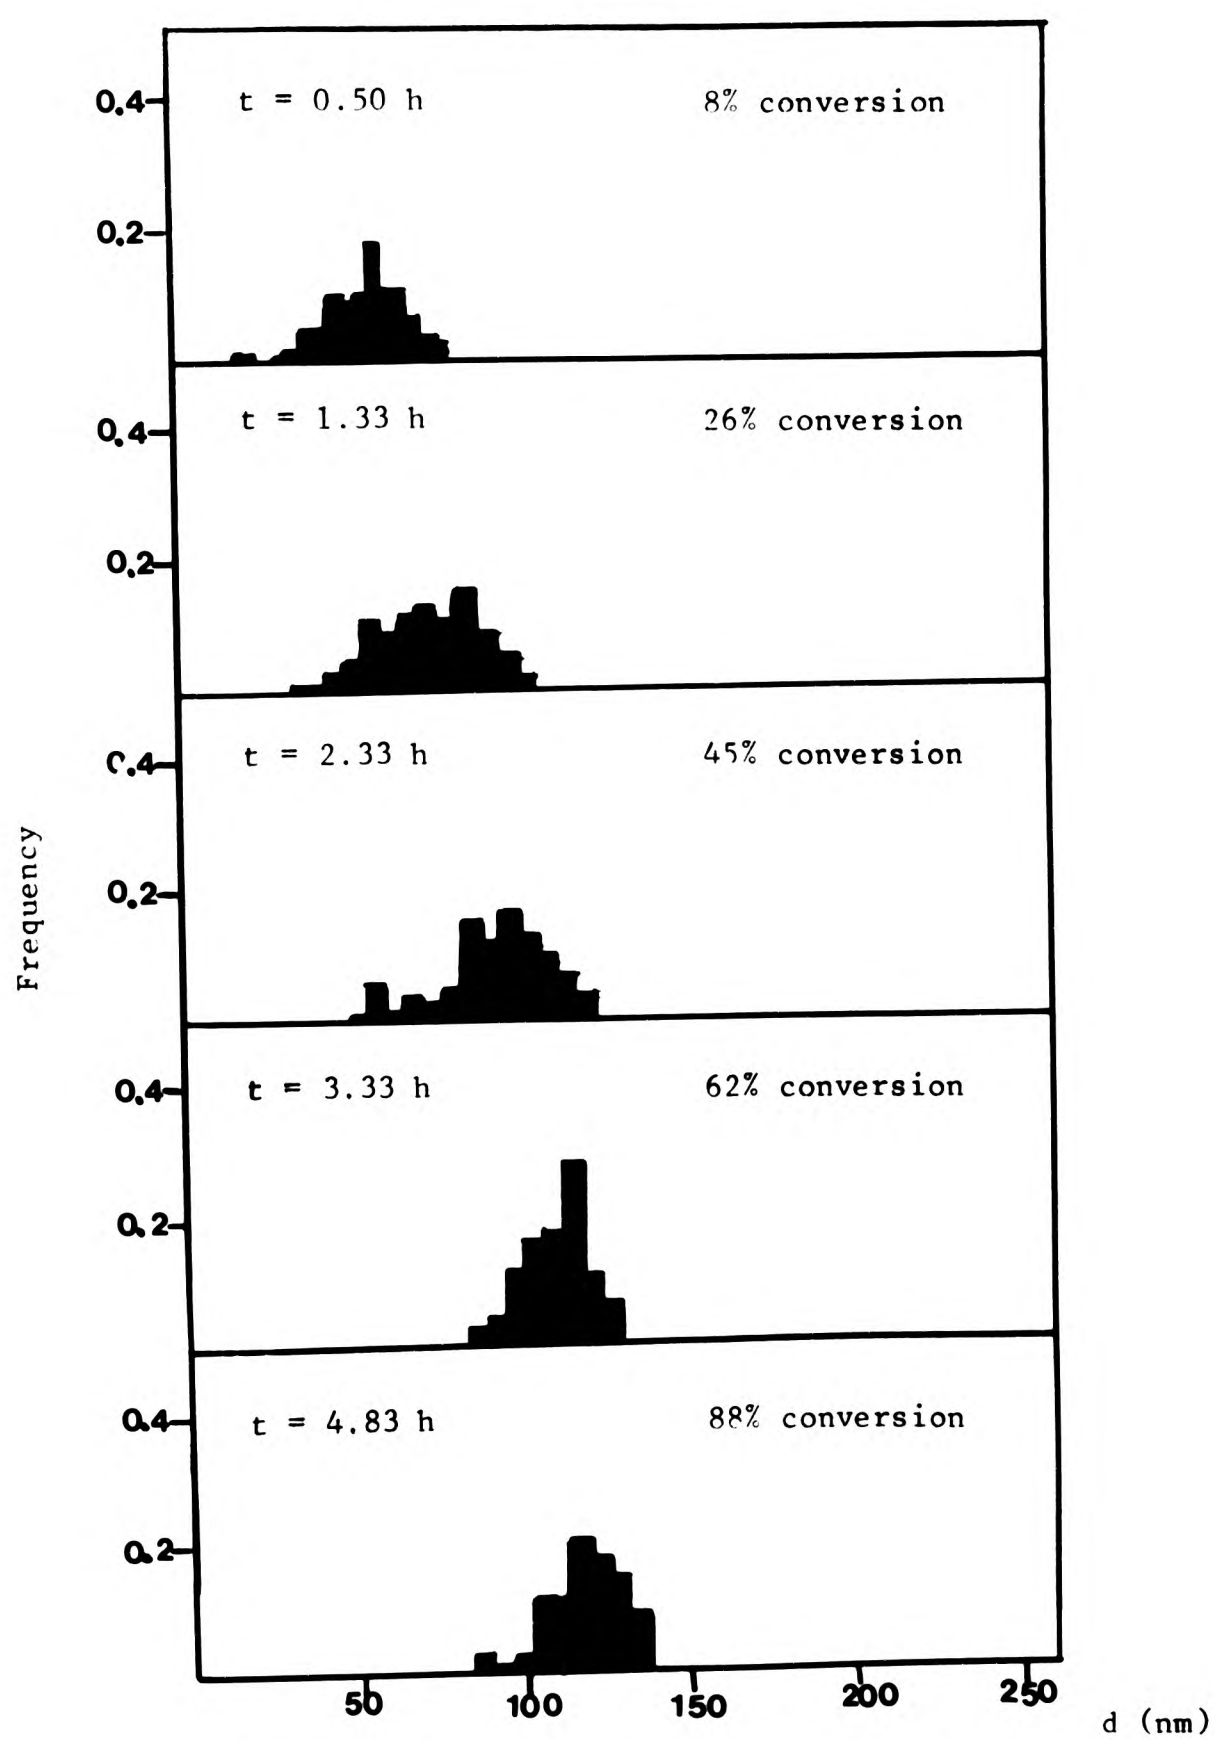 t = 0.50 h 8% conversion
0.4
0.2
t = 1.33 h 26% conversion
0.4
0.2
t = 2.33 h 45% conversion
0.4
0.2
Frequency
t = 3.33 h 62% conversion
0.4
0.2
t = 4.83 h 88% conversion
0.4
0.2
50 100 150 200 250
d (nm)